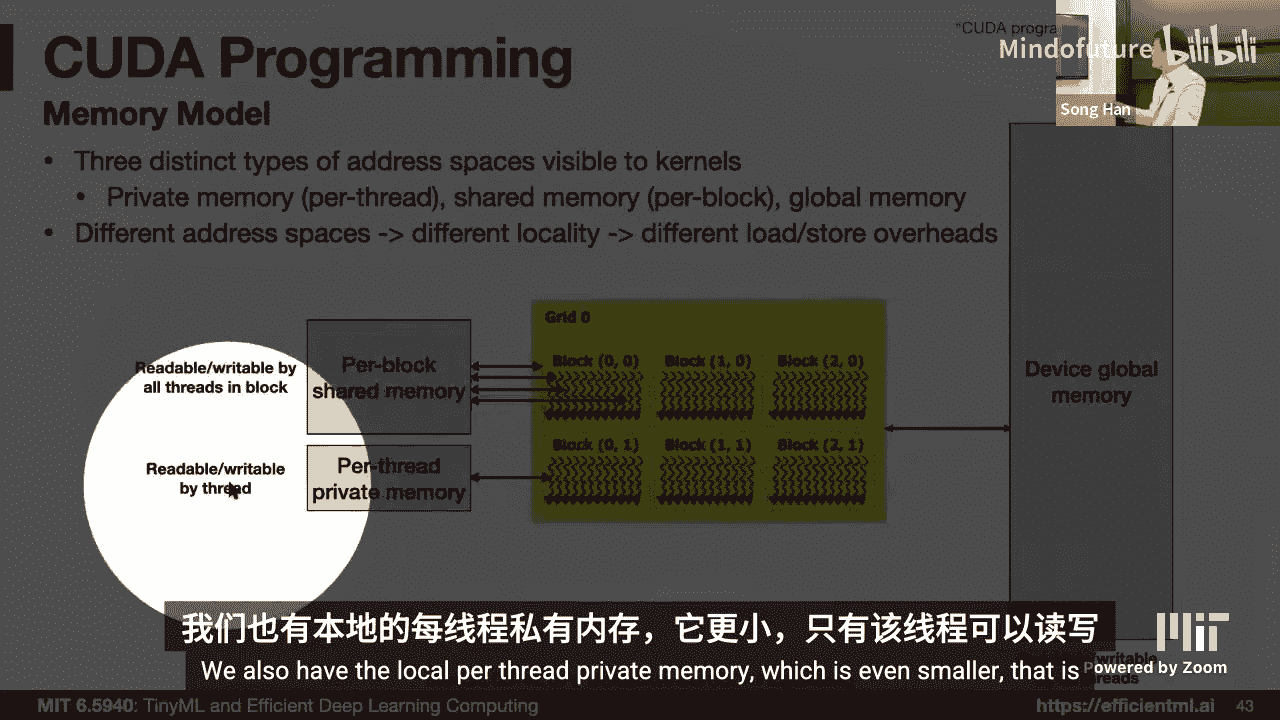 "CUDA progra
CUDA Programming
Mindofuture bilibili
Song Han
Memory Model
• Three distinct types of address spaces visible to kernels
• Private memory (per-thread), shared memory (per-block), global memory
• Different address spaces -> different locality -> different load/store overheads
Grid 0
Readable/writable by
all threads in block
Per-block
shared memory
Block (0, 0) Block (1, 0) Block (2, 0)
Device global
memory
Block (0, 1) Block (1, 1) Block (2, 1)
Readable/writable
by thread
Per-thread
private memory
我们也有本地的每线程私有内存，它更小，只有该线程可以读写
We also have the local per thread private memory, which is even smaller, that is
MIT
Powered by Zoom
MIT 6.5940: TinyML and Efficient Deep Learning Computing
https://efficientml.ai
43